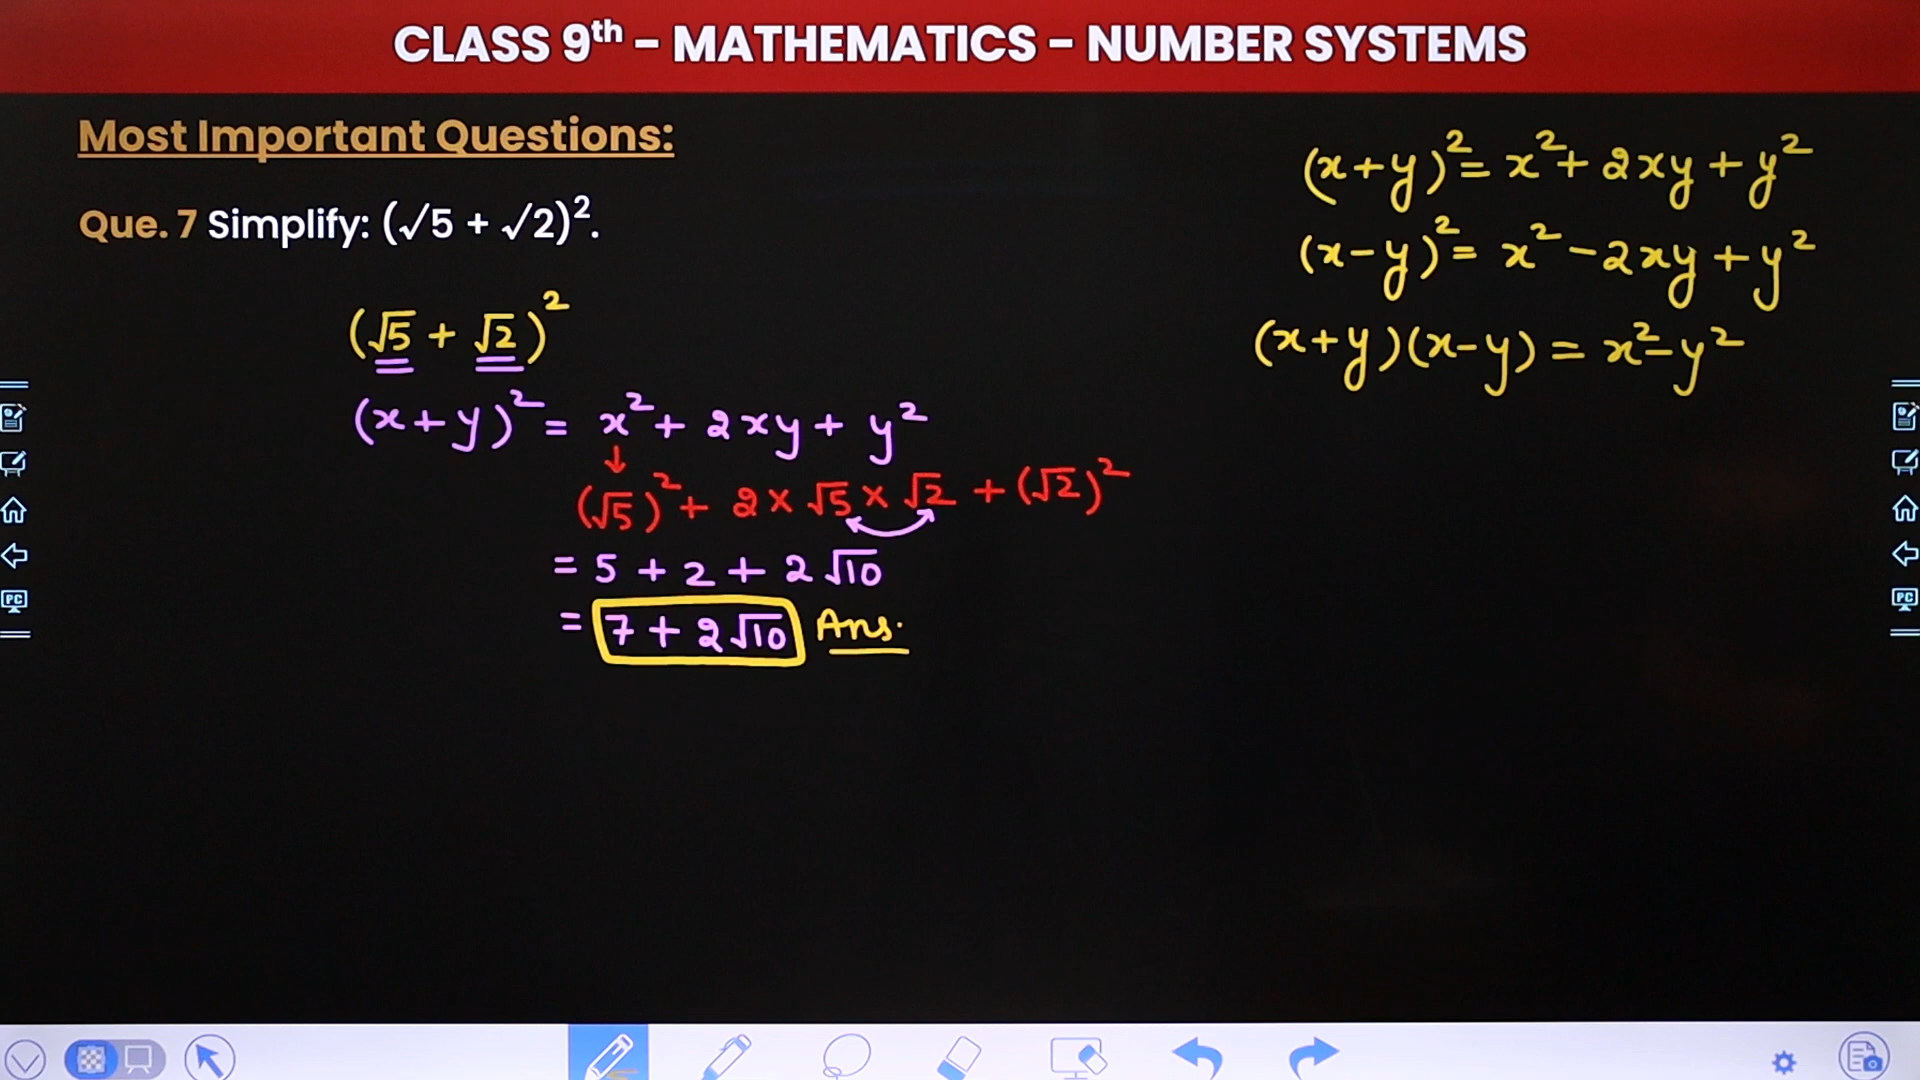 CLASS 9th - MATHEMATICS - NUMBER SYSTEMS
Most Important Questions:
Que. 7 Simplify: (√5 + √2)².
(√5 + √2)²
(x+y)² = x² + 2xy + y²
↓
(√5)² + 2 × √5 × √2 + (√2)²
= 5 + 2 + 2√10
= 7 + 2√10 Ans.
(x+y)² = x² + 2xy + y²
(x-y)² = x² - 2xy + y²
(x+y)(x-y) = x² - y²
PC
PC